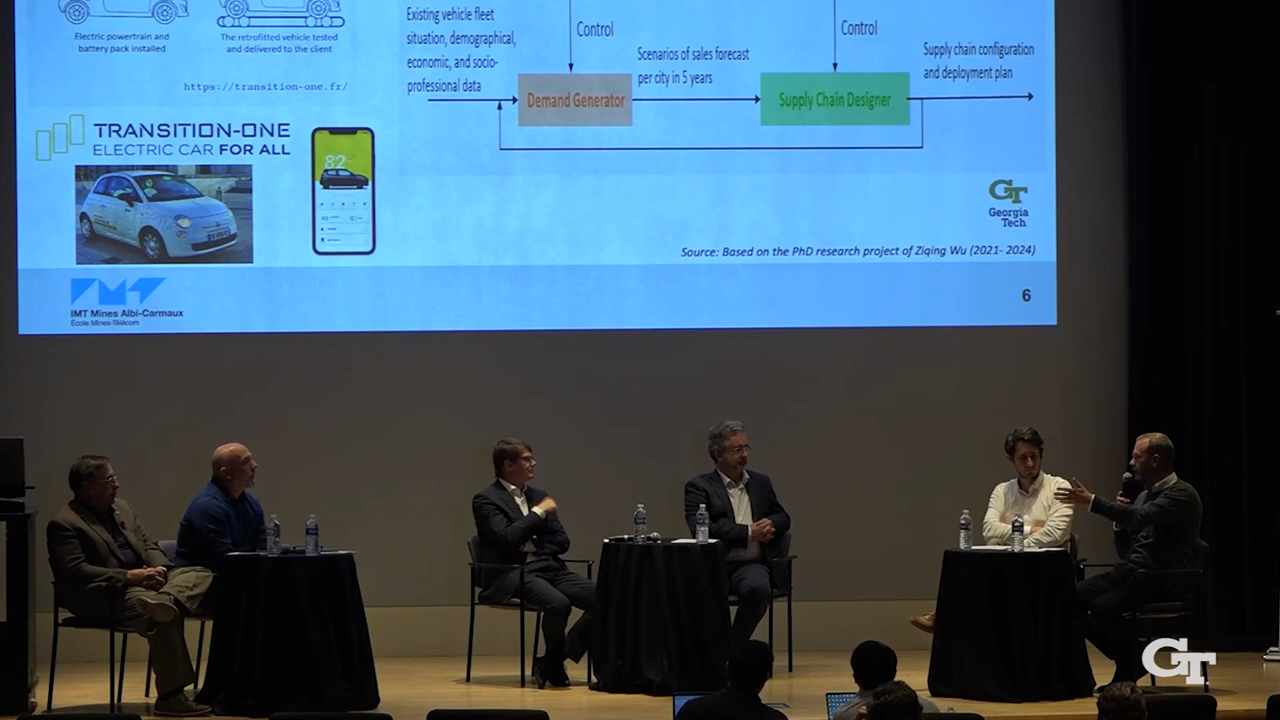 Electric powertrain and
battery pack installed
The retrofitted vehicle tested
and delivered to the client
https://transition-one.fr/
TRANSITION-ONE
ELECTRIC CAR FOR ALL
82
Existing vehicle fleet
situation, demographical,
economic, and socio-
professional data
Control
Demand Generator
Scenarios of sales forecast
per city in 5 years
Control
Supply Chain Designer
Supply chain configuration
and deployment plan
GT
Georgia
Tech
Source: Based on the PhD research project of Ziqing Wu (2021- 2024)
IMT Mines Albi-Carmaux
École Mines-Télécom
6
GT